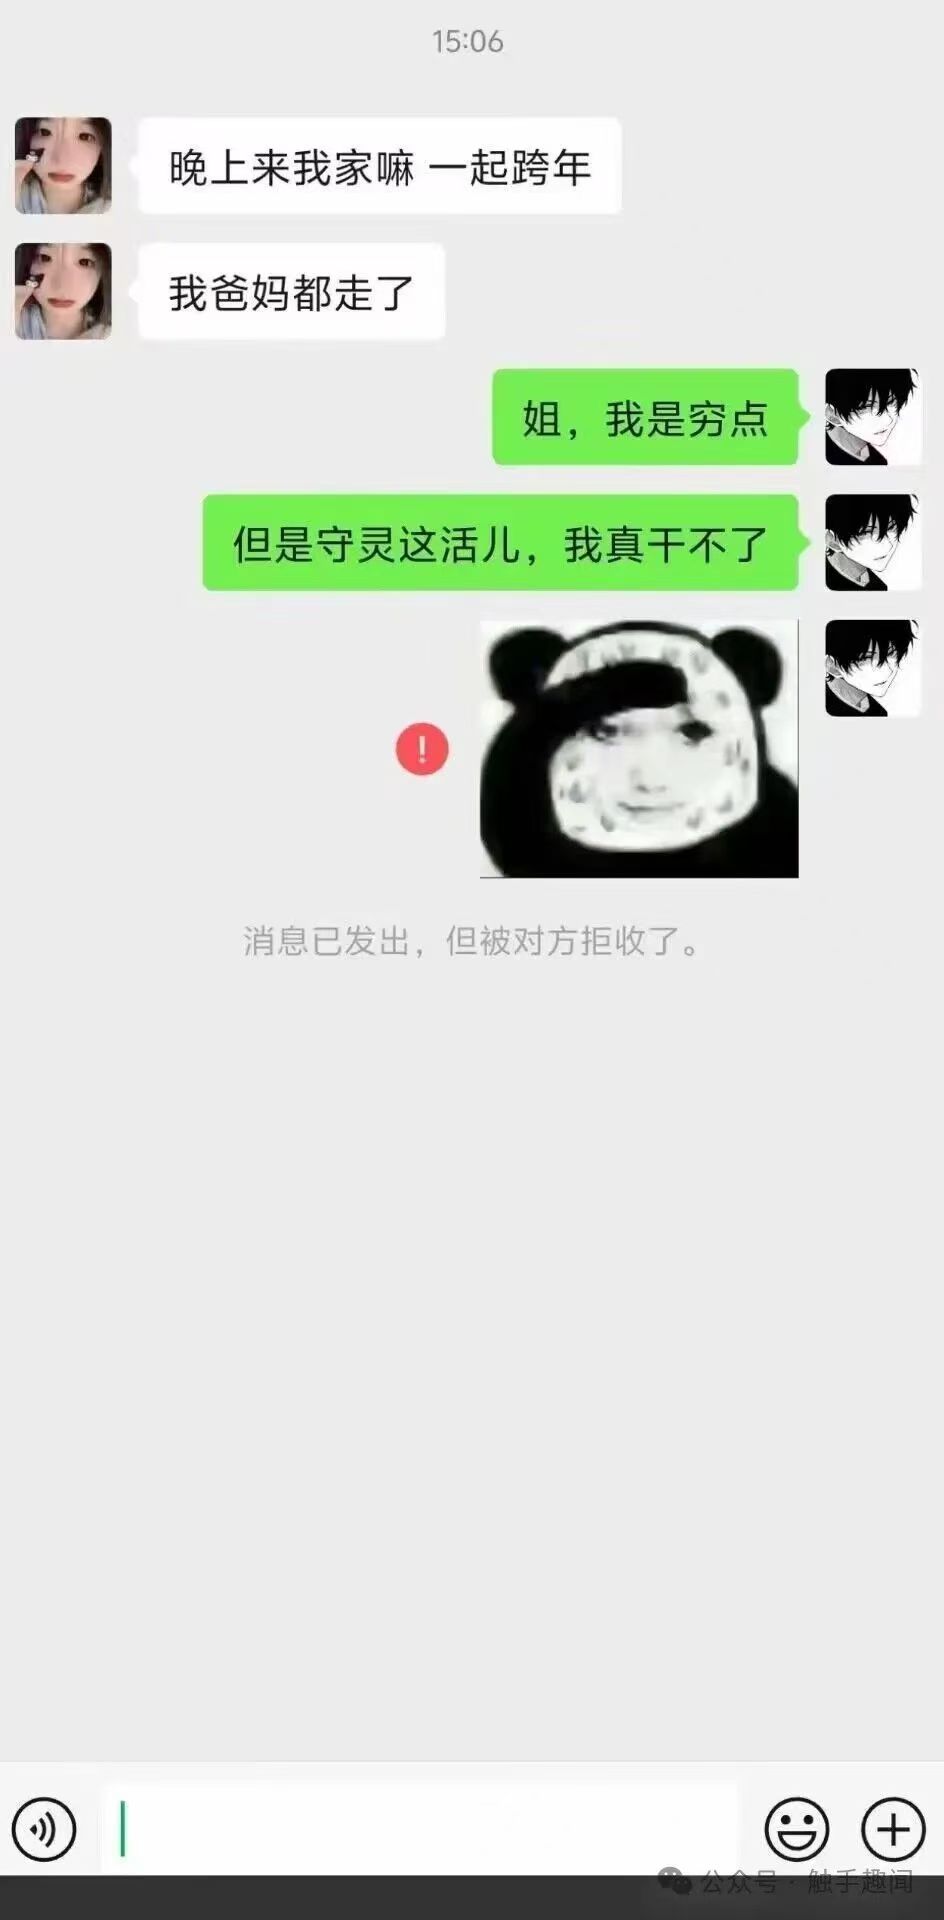 15:06
晚上来我家嘛 一起跨年
我爸妈都走了
姐，我是穷点
但是守灵这活儿，我真干不了
消息已发出，但被对方拒收了。
公众号 · 触手趣闻